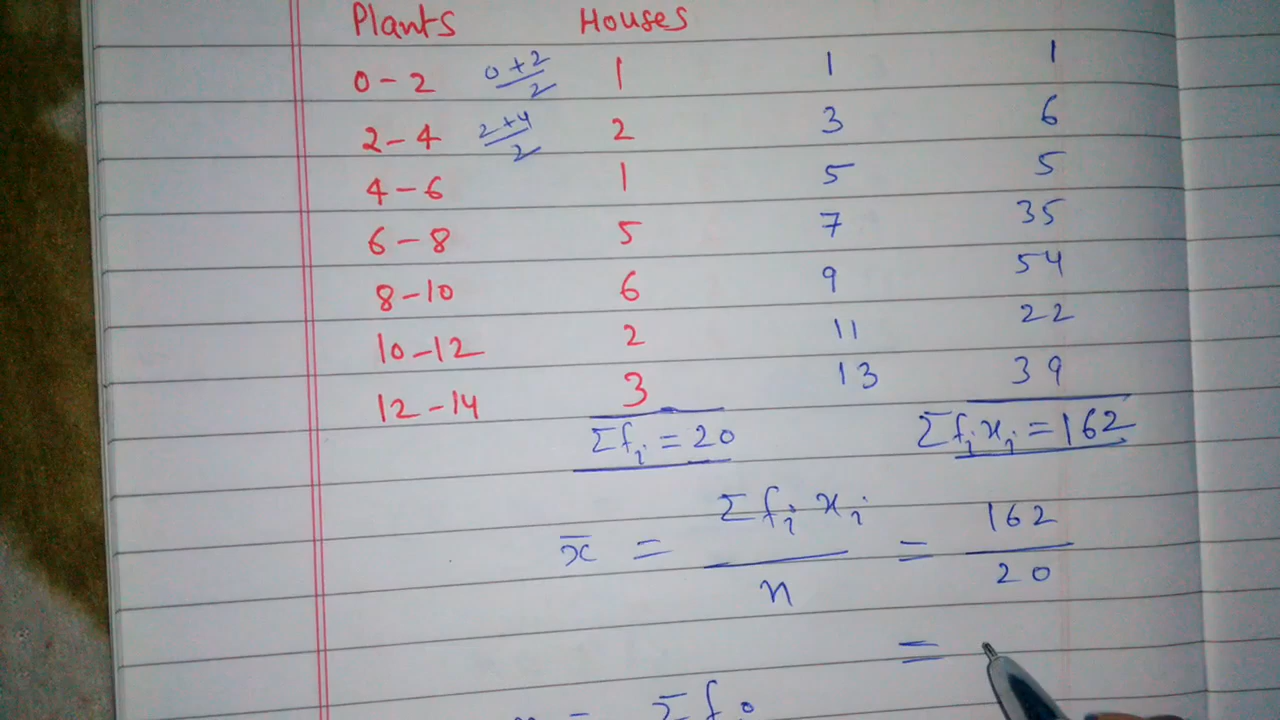 Plants Houses
0-2 0+2/2 1 1 1
2-4 2+4/2 2 3 6
4-6 1 5 5
6-8 5 7 35
8-10 6 9 54
10-12 2 11 22
12-14 3 13 39
Σfi = 20 Σfixi = 162
x̄ = Σfixi/n = 162/20
=
= Σfi